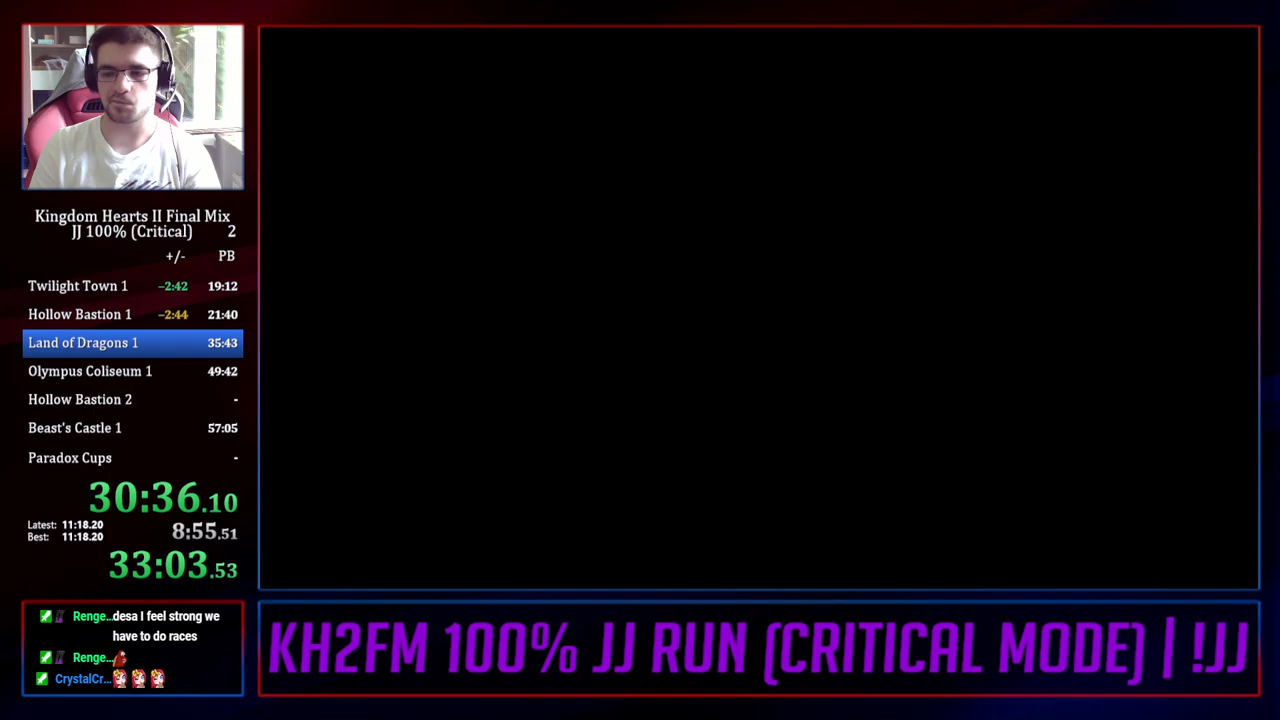 Kingdom Hearts II Final Mix
JJ 100% (Critical) 2
+/- PB
Twilight Town 1 −2:42 19:12
Hollow Bastion 1 −2:44 21:40
Land of Dragons 1 35:43
Olympus Coliseum 1 49:42
Hollow Bastion 2 -
Beast's Castle 1 57:05
Paradox Cups -
30:36.10
Latest: 11:18.20 8:55.51
Best: 11:18.20
33:03.53
Renge... desa I feel strong we
have to do races
Renge...
CrystalCr...
KH2FM 100% JJ RUN (CRITICAL MODE) | !JJ